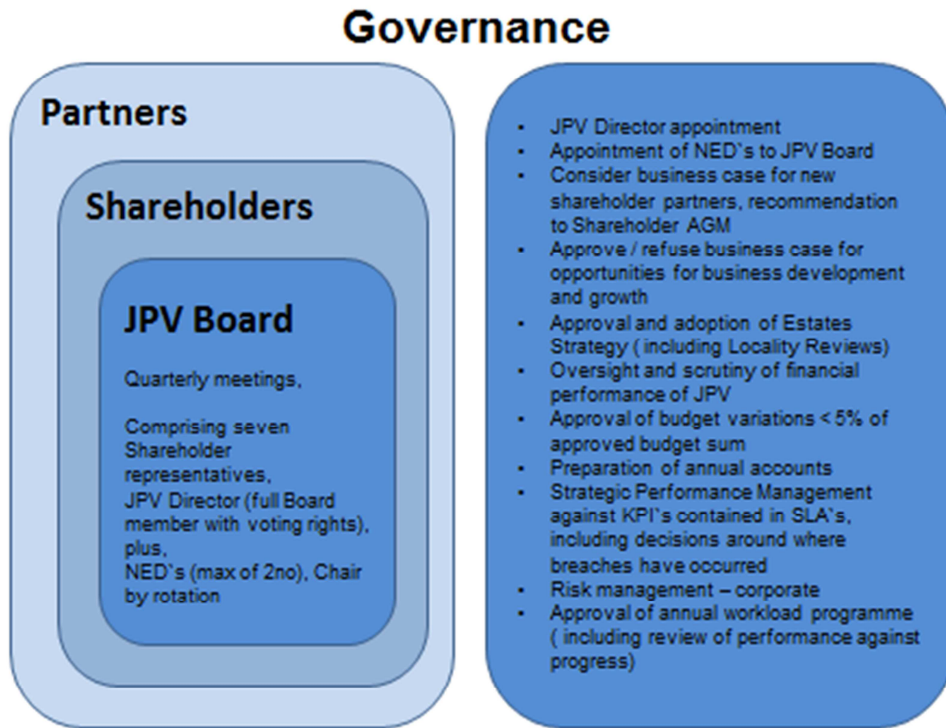 Governance
Partners
Shareholders
JPV Board
Quarterly meetings,
Comprising seven
Shareholder
representatives,
JPV Director (full Board
member with voting rights),
plus,
NED`s (max of 2no), Chair
by rotation
• JPV Director appointment
• Appointment of NED`s to JPV Board
• Consider business case for new
shareholder partners, recommendation
to Shareholder AGM
• Approve / refuse business case for
opportunities for business development
and growth
• Approval and adoption of Estates
Strategy ( including Locality Reviews)
• Oversight and scrutiny of financial
performance of JPV
• Approval of budget variations < 5% of
approved budget sum
• Preparation of annual accounts
• Strategic Performance Management
against KPI`s contained in SLA`s,
including decisions around where
breaches have occurred
• Risk management – corporate
• Approval of annual workload programme
( including review of performance against
progress)